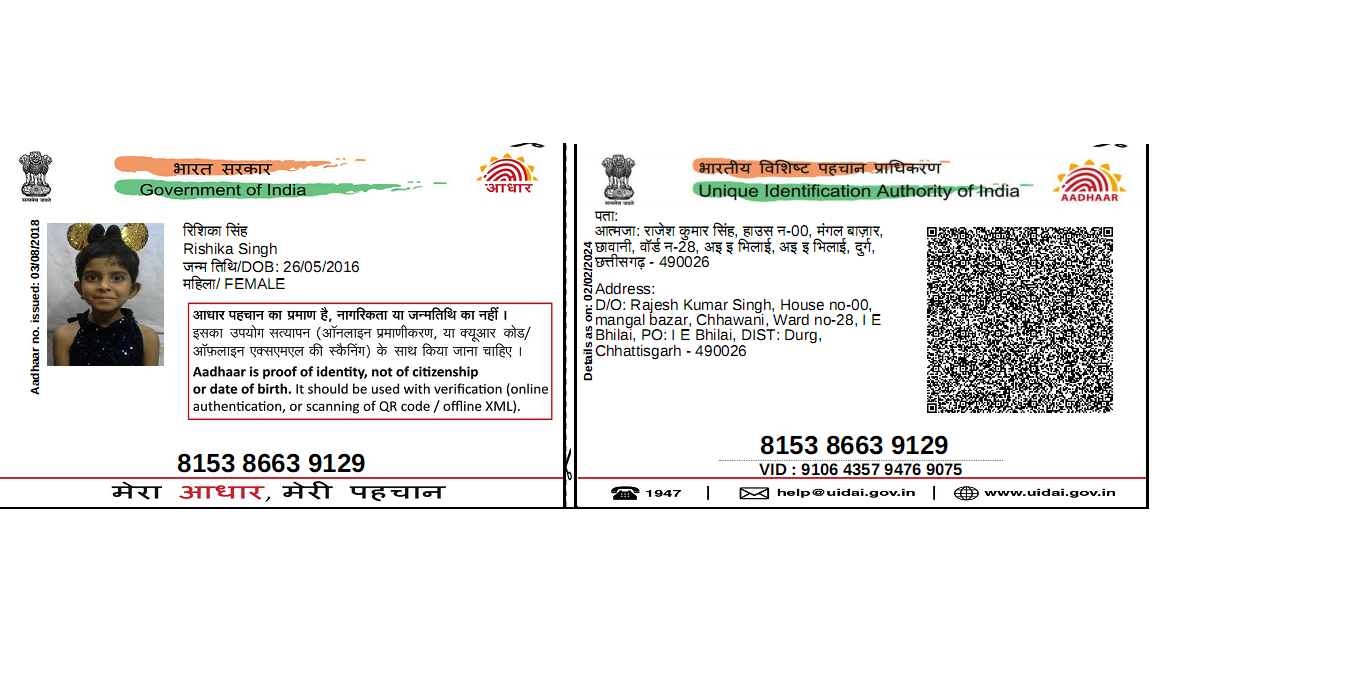 भारत सरकार
Government of India
आधार
सत्यमेव जयते
Aadhaar no. issued: 03/08/2018
रिशिका सिंह
Rishika Singh
जन्म तिथि/DOB: 26/05/2016
महिला/ FEMALE
आधार पहचान का प्रमाण है, नागरिकता या जन्मतिथि का नहीं ।
इसका उपयोग सत्यापन (ऑनलाइन प्रमाणीकरण, या क्यूआर कोड/
ऑफ़लाइन एक्सएमएल की स्कैनिंग) के साथ किया जाना चाहिए ।
Aadhaar is proof of identity, not of citizenship
or date of birth. It should be used with verification (online
authentication, or scanning of QR code / offline XML).
8153 8663 9129
मेरा आधार, मेरी पहचान
भारतीय विशिष्ट पहचान प्राधिकरण
Unique Identification Authority of India
AADHAAR
सत्यमेव जयते
Details as on: 02/02/2024
पता:
आत्मजा: राजेश कुमार सिंह, हाउस न-00, मंगल बाज़ार,
छावानी, वॉर्ड न-28, अइ इ भिलाई, अइ इ भिलाई, दुर्ग,
छत्तीसगढ़ - 490026
Address:
D/O: Rajesh Kumar Singh, House no-00,
mangal bazar, Chhawani, Ward no-28, I E
Bhilai, PO: I E Bhilai, DIST: Durg,
Chhattisgarh - 490026
8153 8663 9129
VID : 9106 4357 9476 9075
1947 | help@uidai.gov.in | www.uidai.gov.in